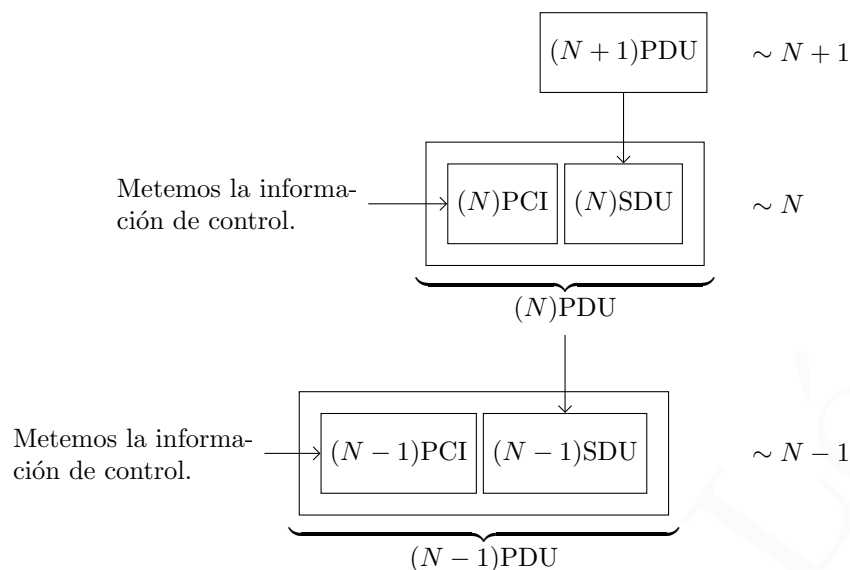 (N + 1)PDU
∼ N + 1
Metemos la informa-
ción de control.
(N)PCI
(N)SDU
∼ N
(N)PDU
Metemos la informa-
ción de control.
(N − 1)PCI
(N − 1)SDU
∼ N − 1
(N − 1)PDU